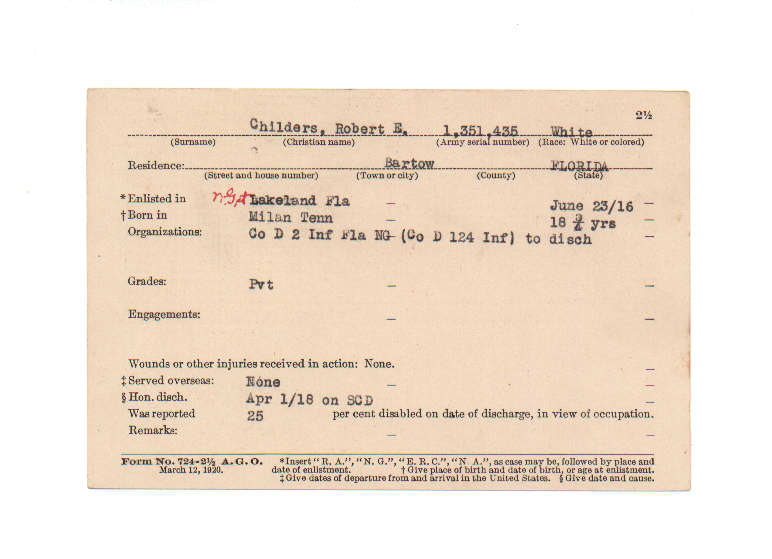 2½
Childers, Robert E. 1,351,435 White
(Surname) (Christian name) (Army serial number) (Race: White or colored)
Residence: Bartow FLORIDA
(Street and house number) (Town or city) (County) (State)
*Enlisted in Lakeland Fla — June 23/16 —
†Born in Milan Tenn — 18 yrs
Organizations: Co D 2 Inf Fla NG (Co D 124 Inf) to disch —
Grades: Pvt — —
Engagements: — —
Wounds or other injuries received in action: None. —
‡Served overseas: None — —
§Hon. disch. Apr 1/18 on SCD —
Was reported 25 per cent disabled on date of discharge, in view of occupation.
Remarks: — —
Form No. 724-2½ A. G. O. *Insert "R. A.", "N. G.", "E. R. C.", "N A.", as case may be, followed by place and
March 12, 1920. date of enlistment. †Give place of birth and date of birth, or age at enlistment.
‡Give dates of departure from and arrival in the United States. §Give date and cause.